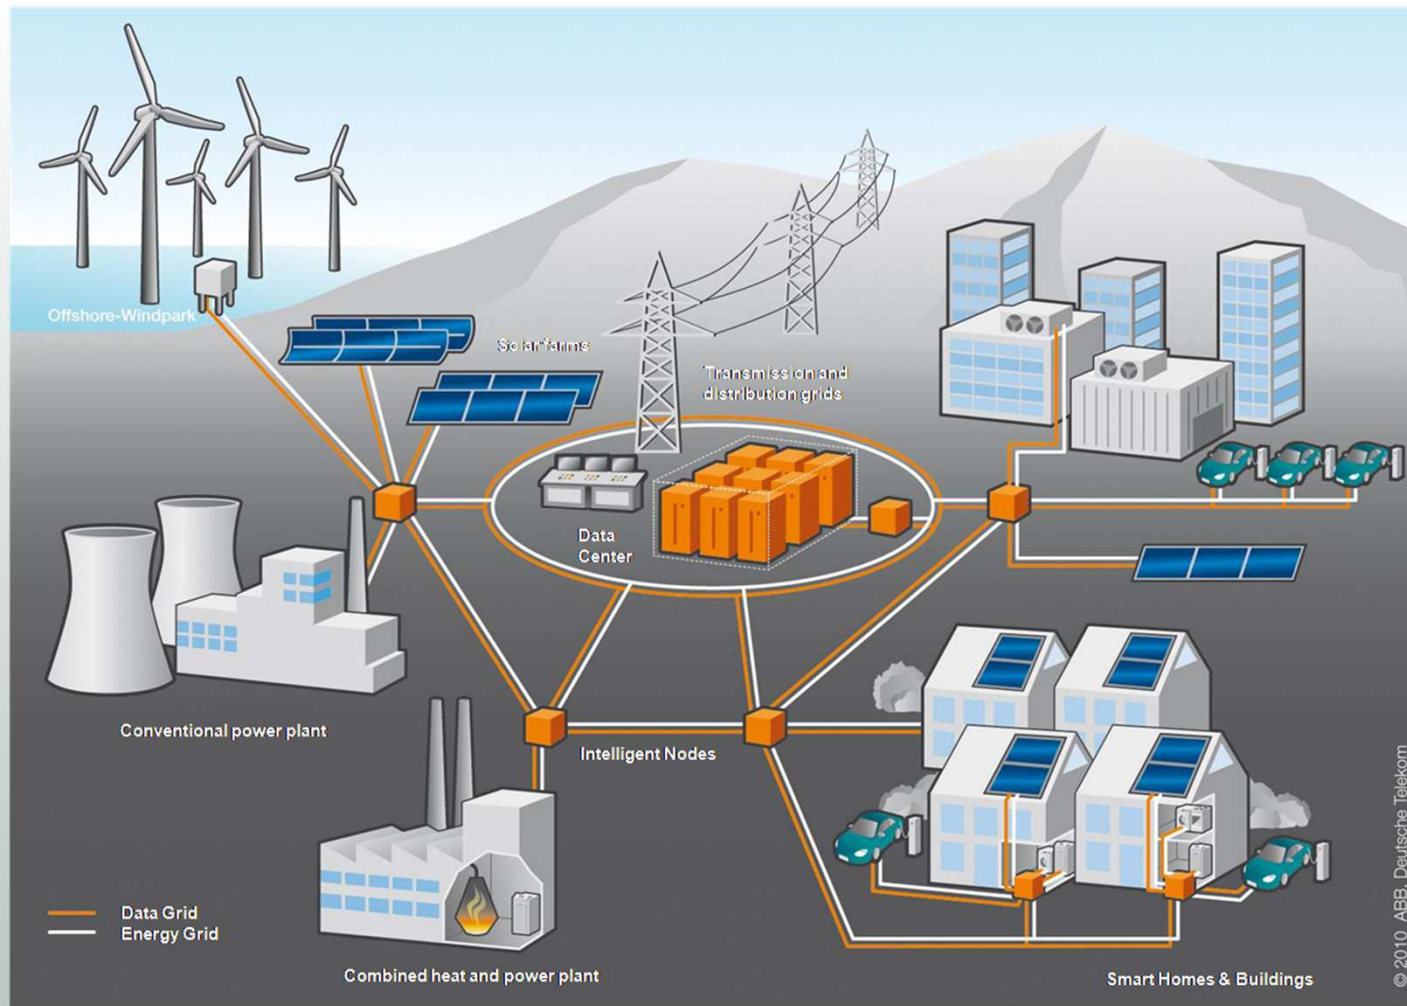 Offshore-Windpark
Solar farms
Transmission and
distribution grids
Data
Center
Conventional power plant
Intelligent Nodes
Data Grid
Energy Grid
Combined heat and power plant
Smart Homes & Buildings
© 2010 ABB, Deutsche Telekom